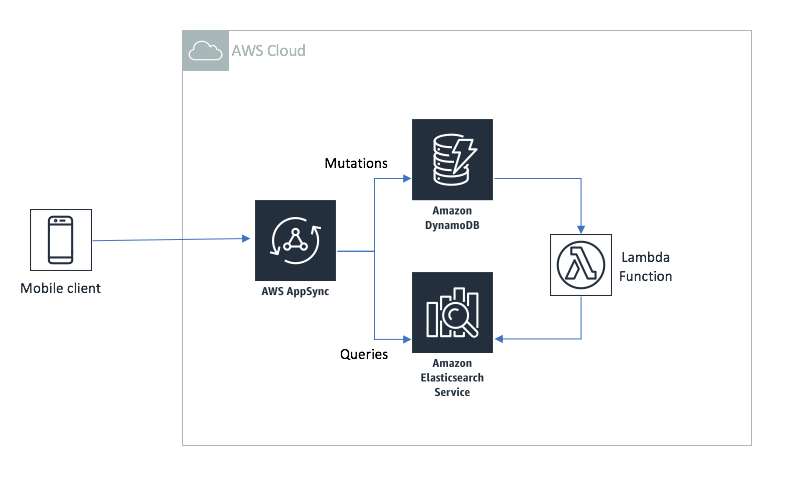 AWS Cloud
Mutations
Amazon
DynamoDB
Lambda
Function
Mobile client
AWS AppSync
Queries
Amazon
Elasticsearch
Service